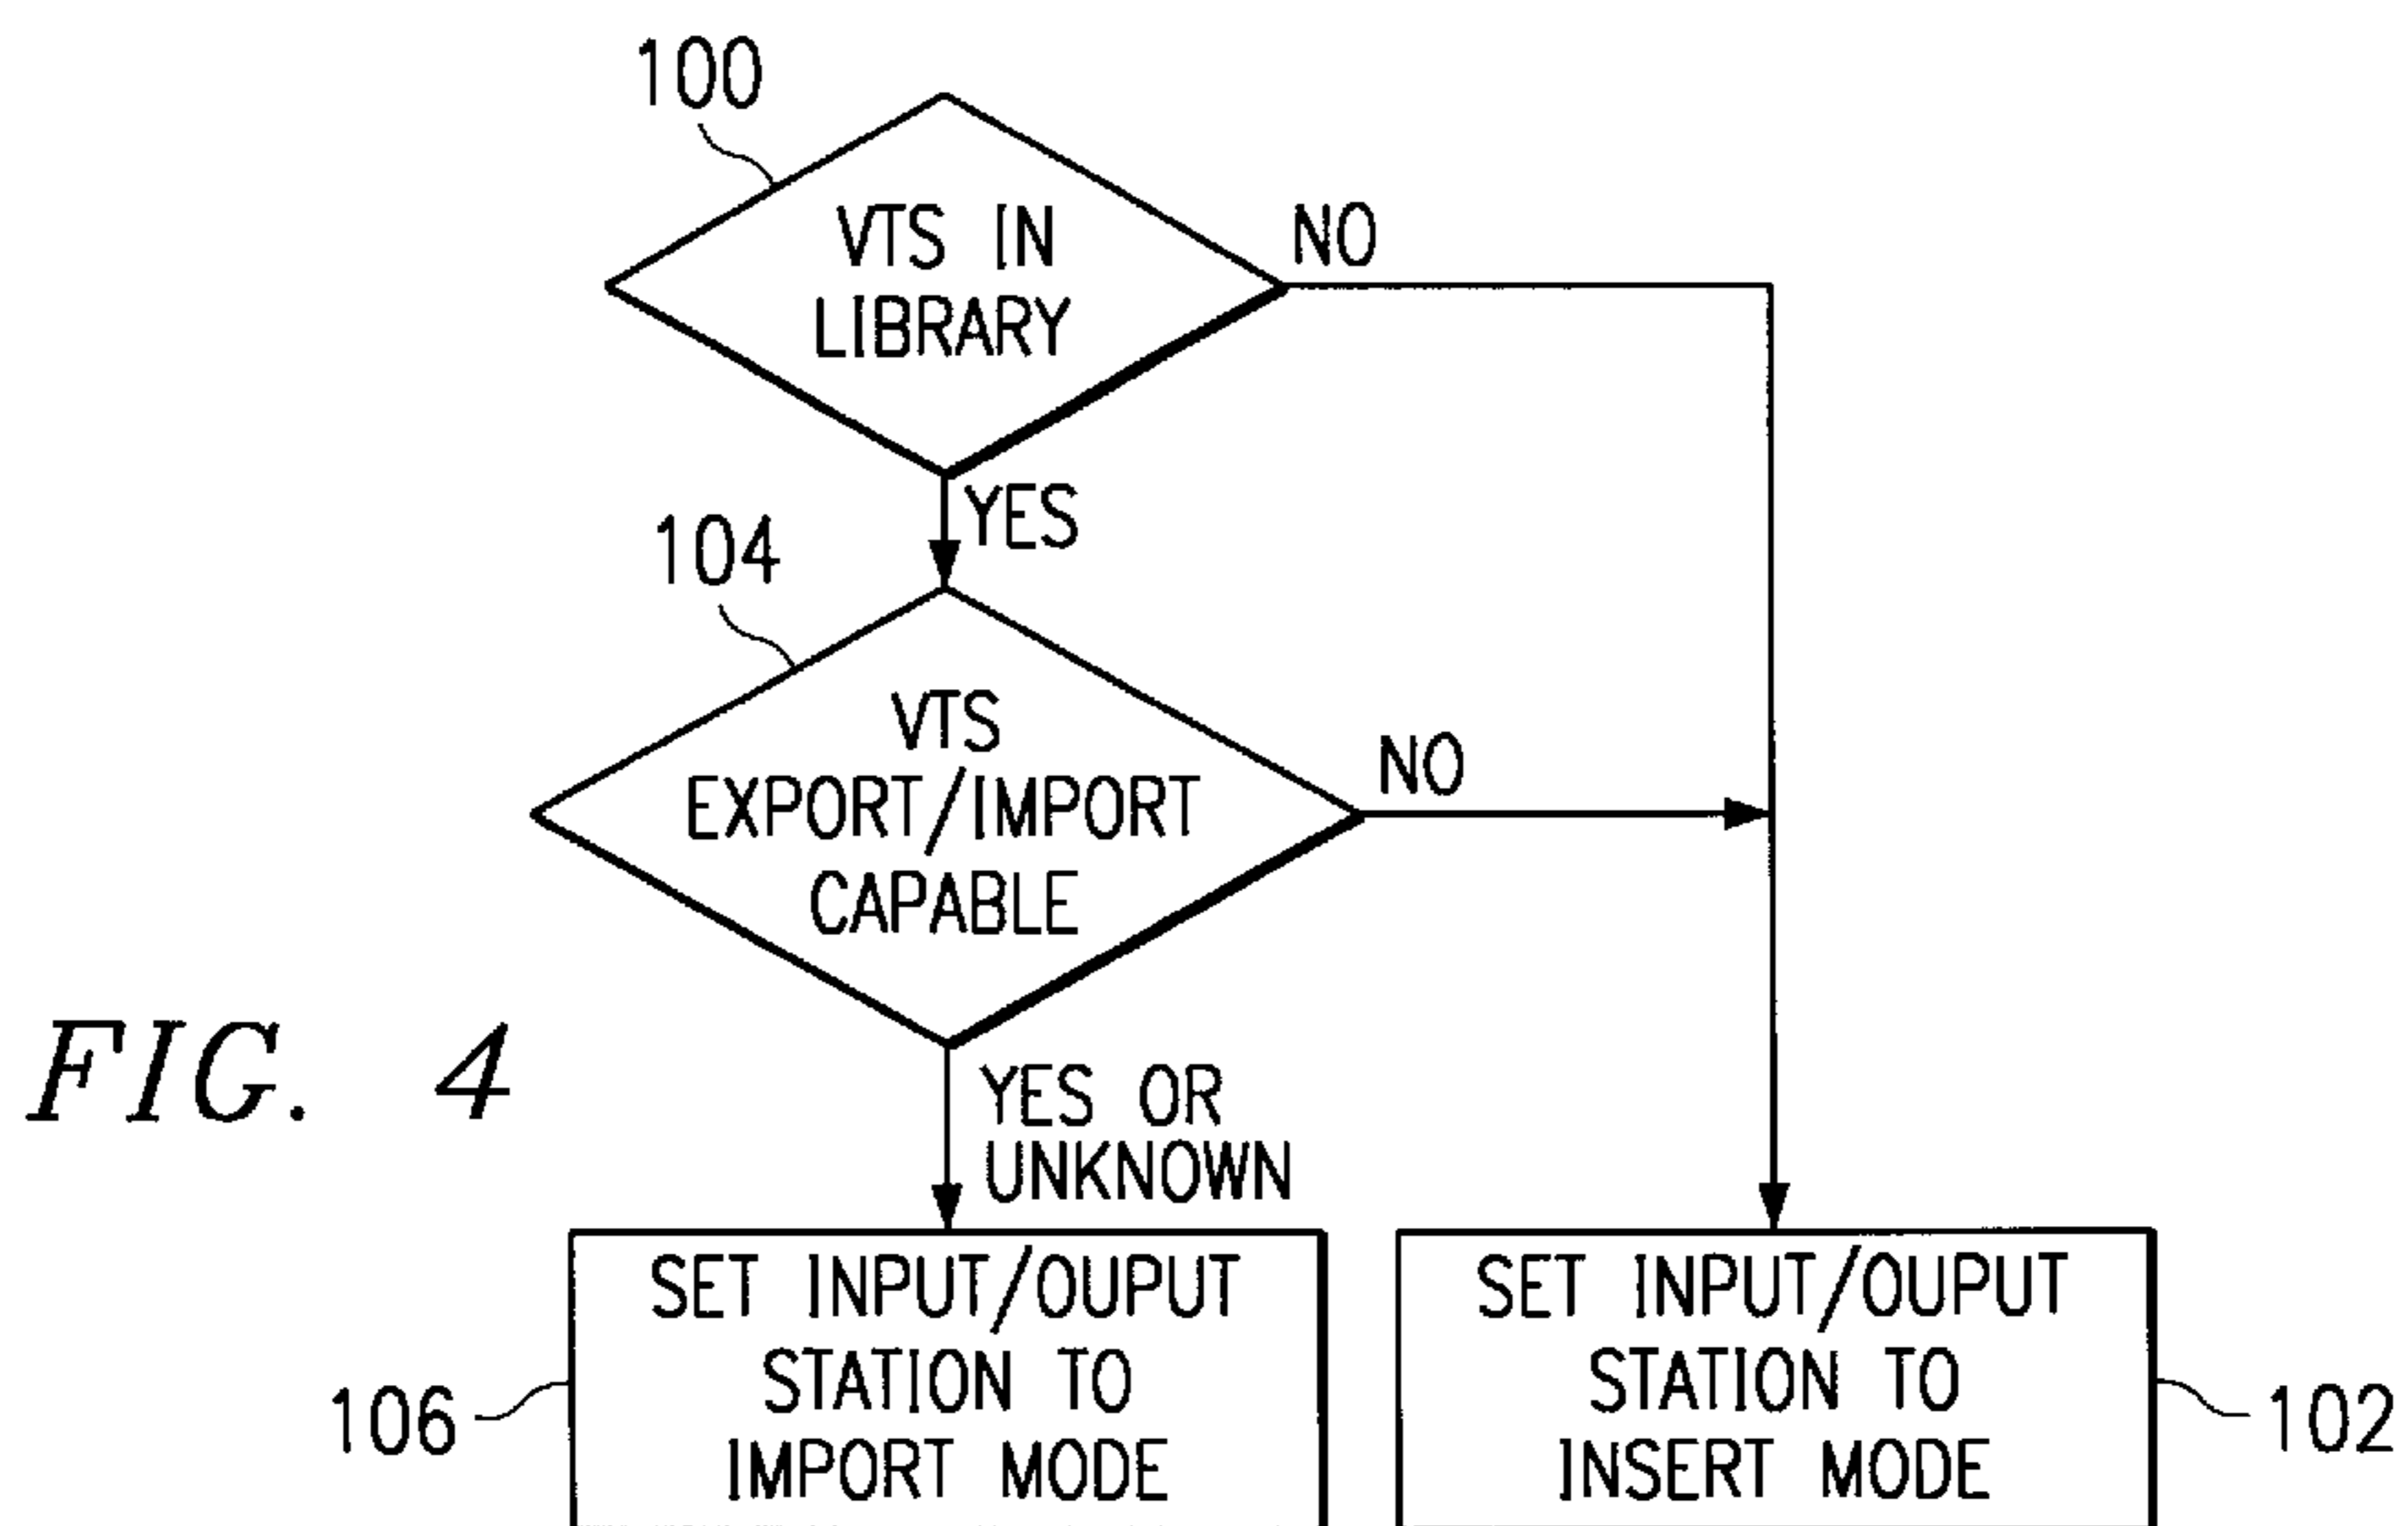 100
VTS IN
LIBRARY
NO
YES
104
VTS
EXPORT/IMPORT
CAPABLE
NO
YES OR
UNKNOWN
FIG. 4
SET INPUT/OUPUT
STATION TO
IMPORT MODE
106
SET INPUT/OUPUT
STATION TO
INSERT MODE
102